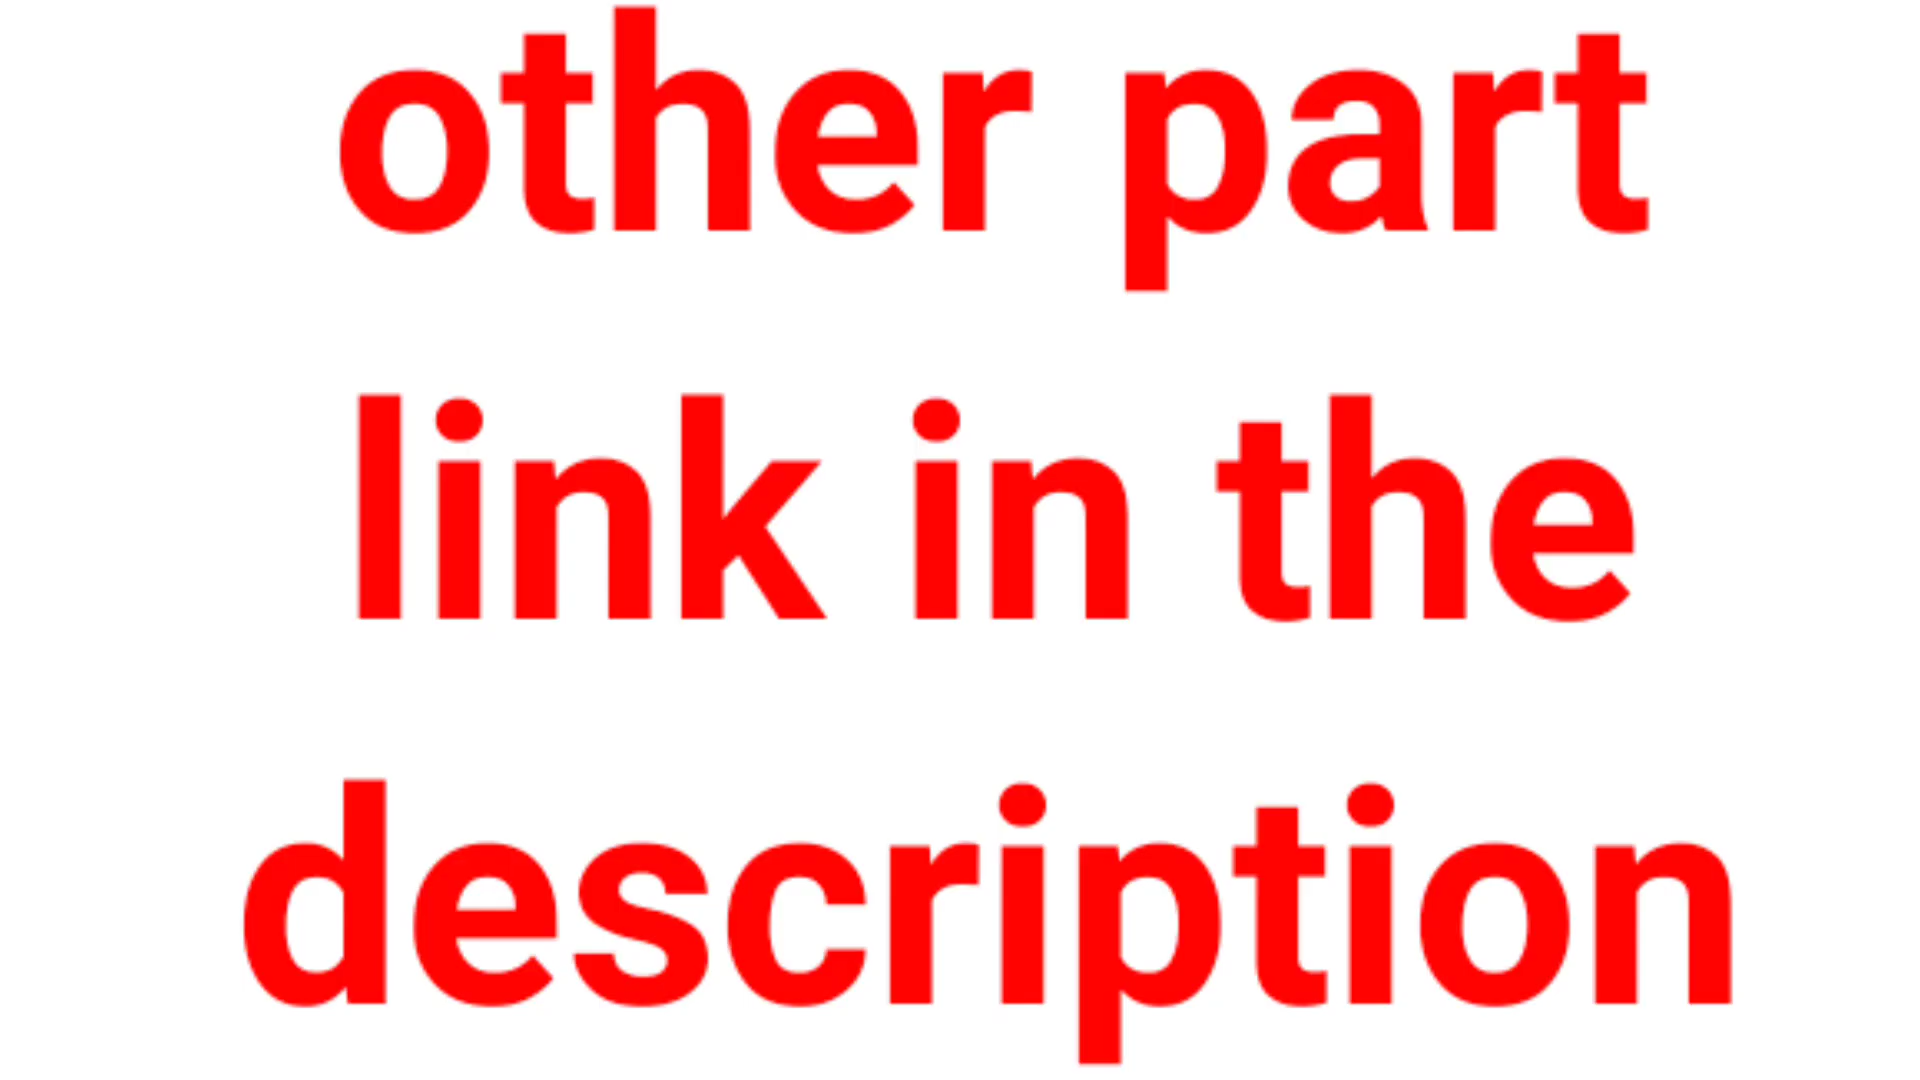 other part
link in the
description